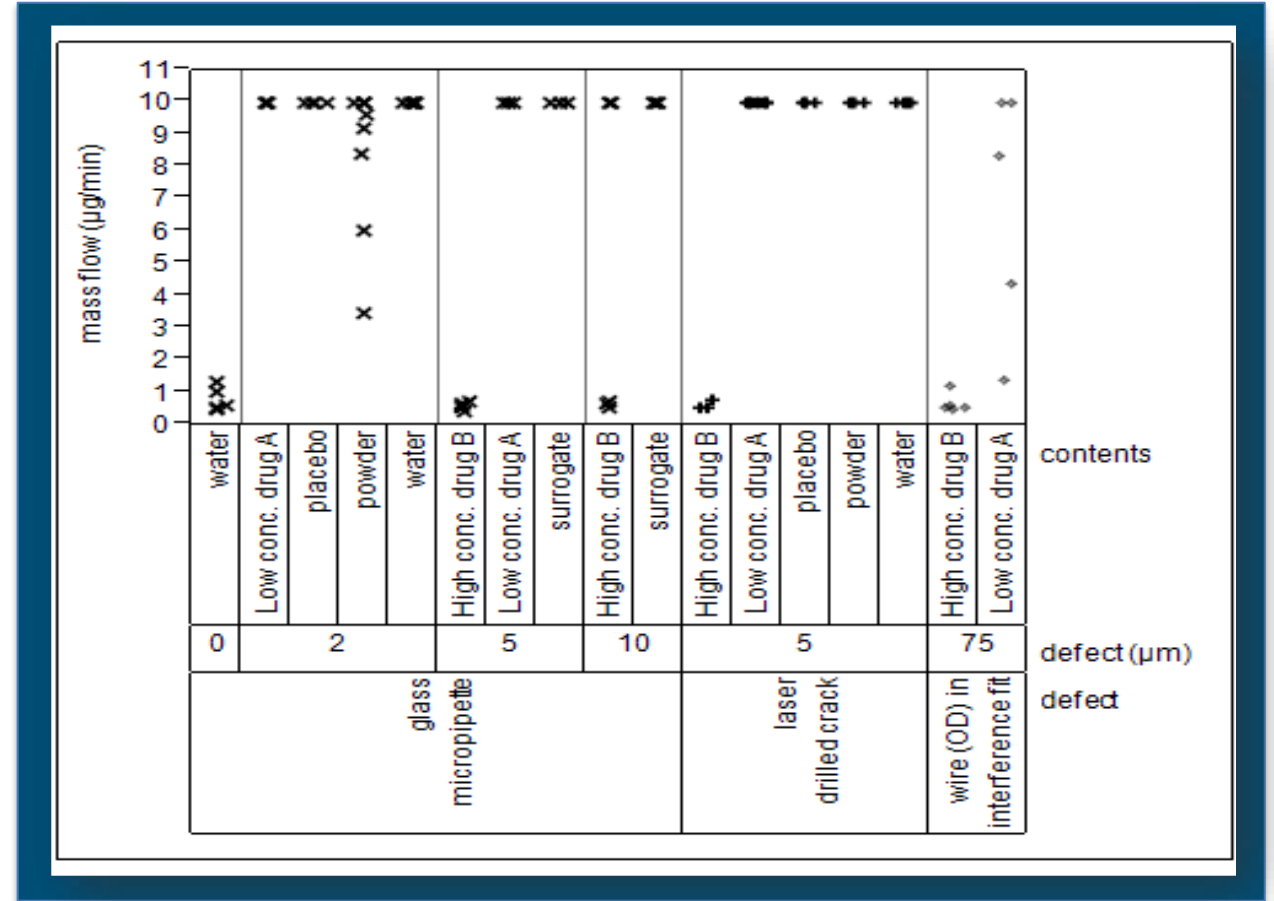 mass flow (µg/min)
11
10
9
8
7
6
5
4
3
2
1
0
water
Low conc. drug A
placebo
powder
water
High conc. drug B
Low conc. drug A
surrogate
High conc. drug B
surrogate
High conc. drug B
Low conc. drug A
placebo
powder
water
High conc. drug B
Low conc. drug A
contents
0
2
5
10
5
75
defect (µm)
glass
micropipette
laser
drilled crack
wire (OD) in
interference fit
defect